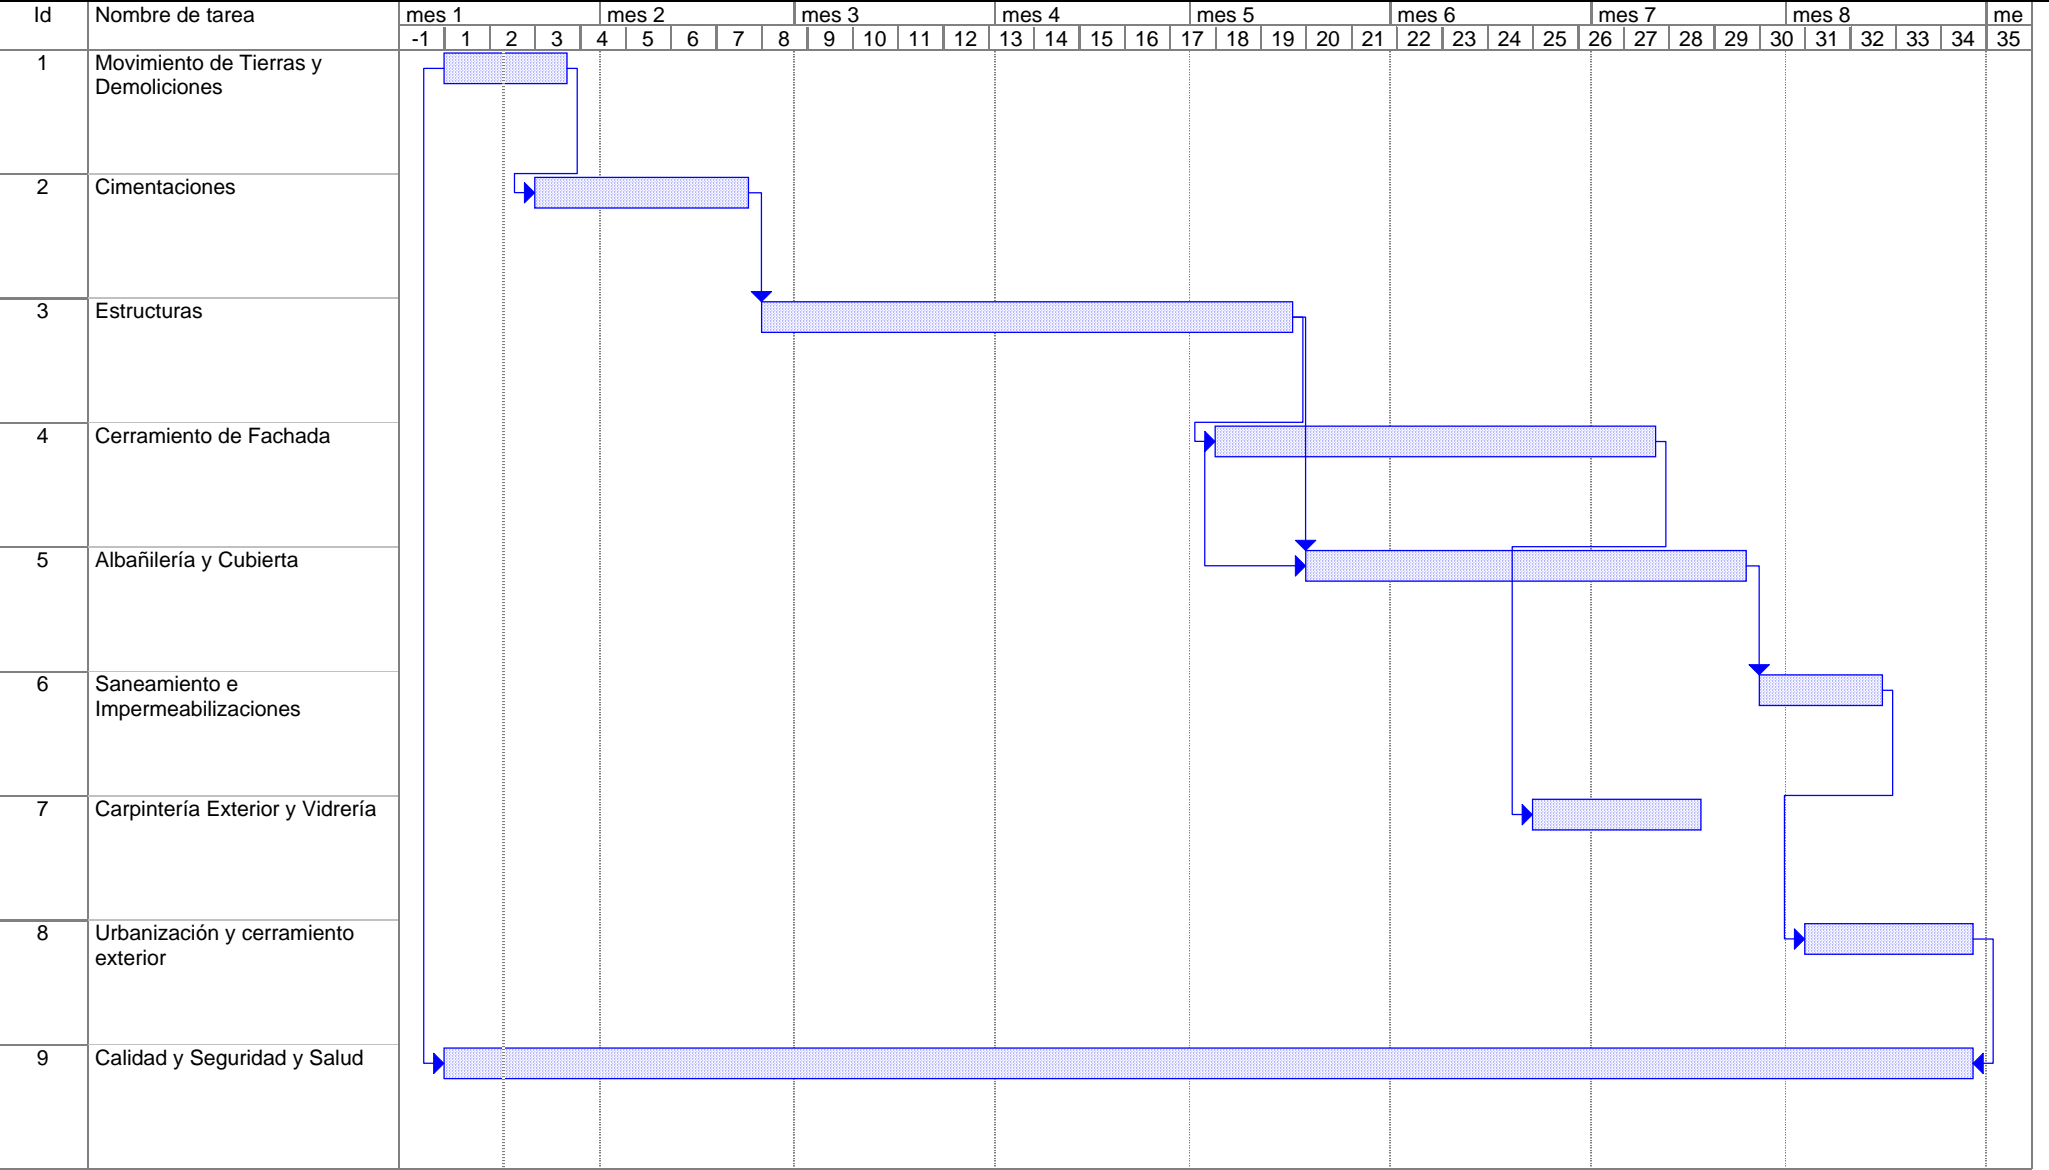 Id Nombre de tarea mes 1 mes 2 mes 3 mes 4 mes 5 mes 6 mes 7 mes 8 me
-1 1 2 3 4 5 6 7 8 9 10 11 12 13 14 15 16 17 18 19 20 21 22 23 24 25 26 27 28 29 30 31 32 33 34 35
1 Movimiento de Tierras y
Demoliciones
2 Cimentaciones
3 Estructuras
4 Cerramiento de Fachada
5 Albañilería y Cubierta
6 Saneamiento e
Impermeabilizaciones
7 Carpintería Exterior y Vidrería
8 Urbanización y cerramiento
exterior
9 Calidad y Seguridad y Salud